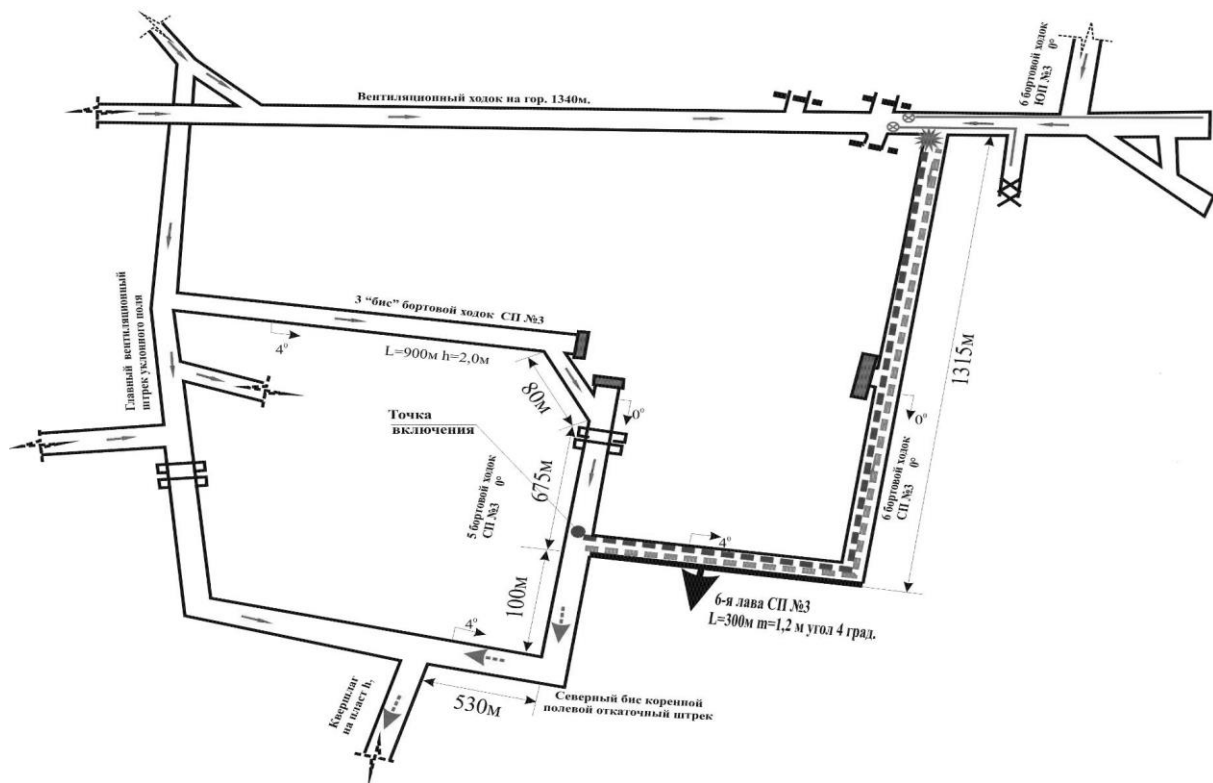 6 бортовой ходок
ЮП №3    0°
Вентиляционный ходок на гор. 1340м.
3 “бис” бортовой ходок  СП №3
4°
L=900м h=2,0м
Главный вентиляционный
штрек уклонного поля
80м
0°
Точка
включения
1315м
0°
675м
5 бортовой ходок
СП №3    0°
6 бортовой ходок
СП №3    0°
4°
100м
6-я лава СП №3
L=300м m=1,2 м угол 4 град.
4°
Северный бис коренной
полевой откаточный штрек
530м
Квершлаг
на пласт h,